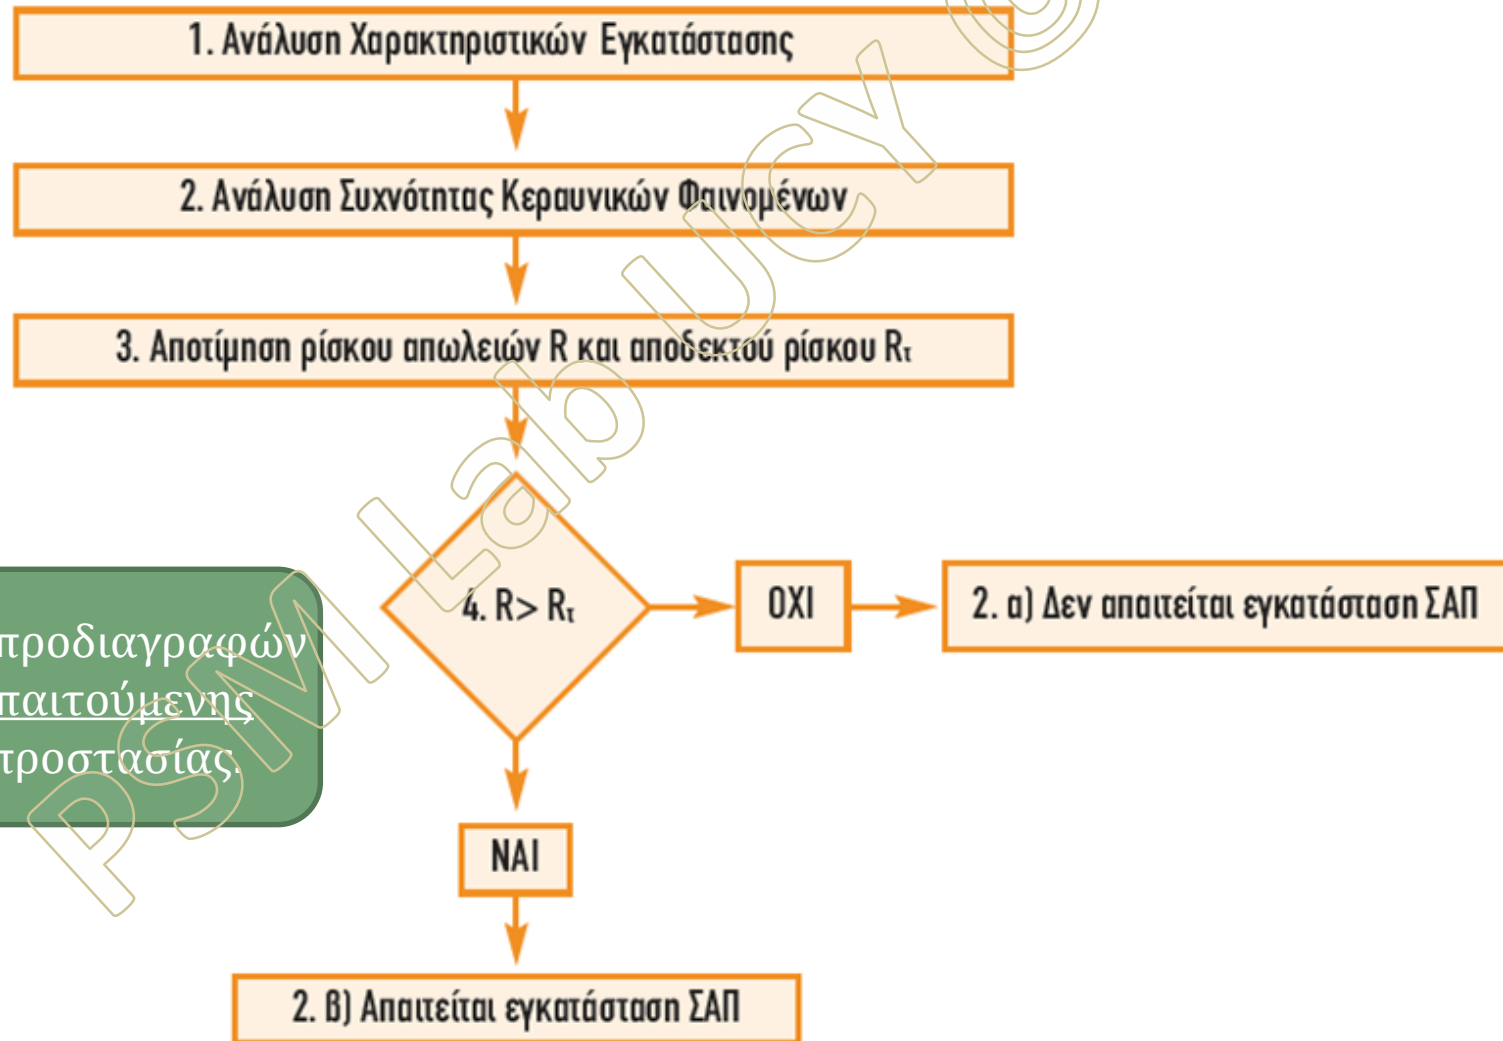 1. Ανάλυση Χαρακτηριστικών Εγκατάστασης
2. Ανάλυση Συχνότητας Κεραυνικών Φαινομένων
3. Αποτίμηση ρίσκου απωλειών R και αποδεκτού ρίσκου Rτ
4. R> Rτ
ΟΧΙ
2. α) Δεν απαιτείται εγκατάσταση ΣΑΠ
προδιαγραφών
παιτούμενης
προστασίας.
ΝΑΙ
2. β) Απαιτείται εγκατάσταση ΣΑΠ
PSM Lab UCY